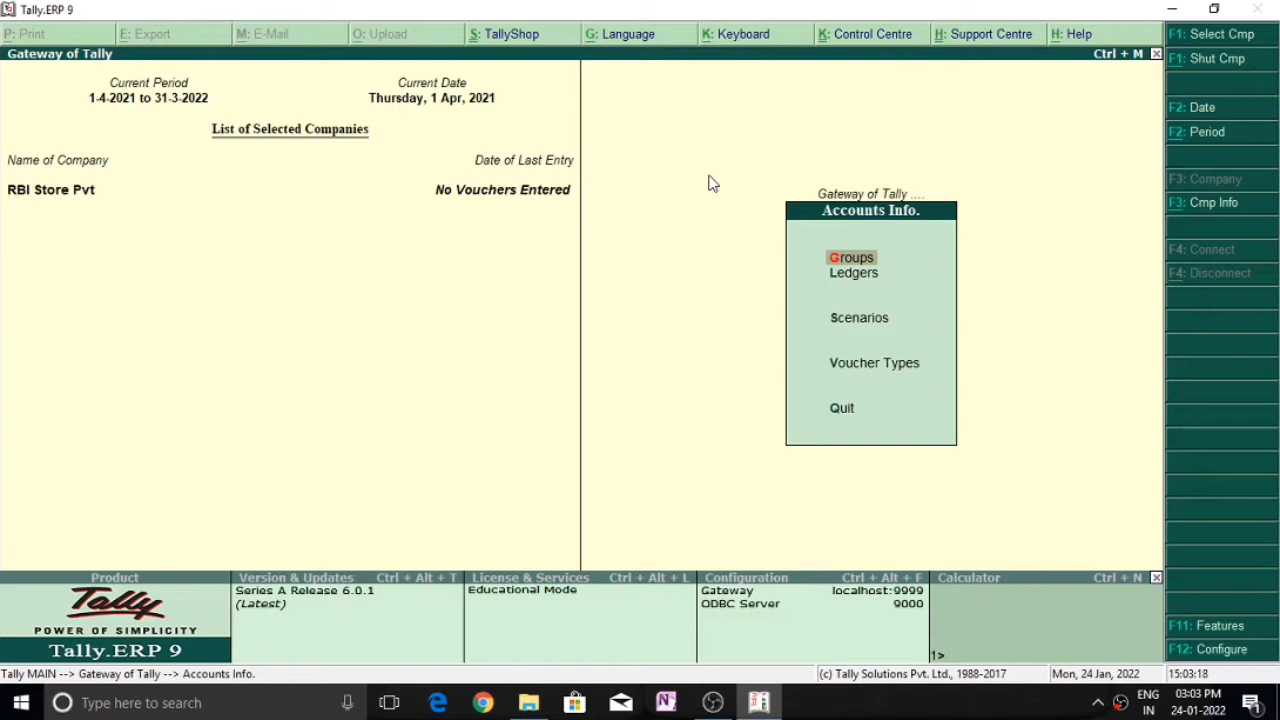 Tally.ERP 9
P: Print E: Export M: E-Mail O: Upload S: TallyShop G: Language K: Keyboard K: Control Centre H: Support Centre H: Help
Gateway of Tally Ctrl + M
Current Period Current Date
1-4-2021 to 31-3-2022 Thursday, 1 Apr, 2021
List of Selected Companies
Name of Company Date of Last Entry
RBI Store Pvt No Vouchers Entered
Gateway of Tally ....
Accounts Info.
Groups
Ledgers
Scenarios
Voucher Types
Quit
F1: Select Cmp
F1: Shut Cmp
F2: Date
F2: Period
F3: Company
F3: Cmp Info
F4: Connect
F4: Disconnect
F11: Features
F12: Configure
Product
Tally
POWER OF SIMPLICITY
Tally.ERP 9
Version & Updates Ctrl + Alt + T
Series A Release 6.0.1
(Latest)
License & Services Ctrl + Alt + L
Educational Mode
Configuration Ctrl + Alt + F
Gateway localhost:9999
ODBC Server 9000
Calculator Ctrl + N
1>
Tally MAIN --> Gateway of Tally --> Accounts Info. (c) Tally Solutions Pvt. Ltd., 1988-2017 Mon, 24 Jan, 2022 15:03:18
Type here to search
ENG
IN
03:03 PM
24-01-2022
1